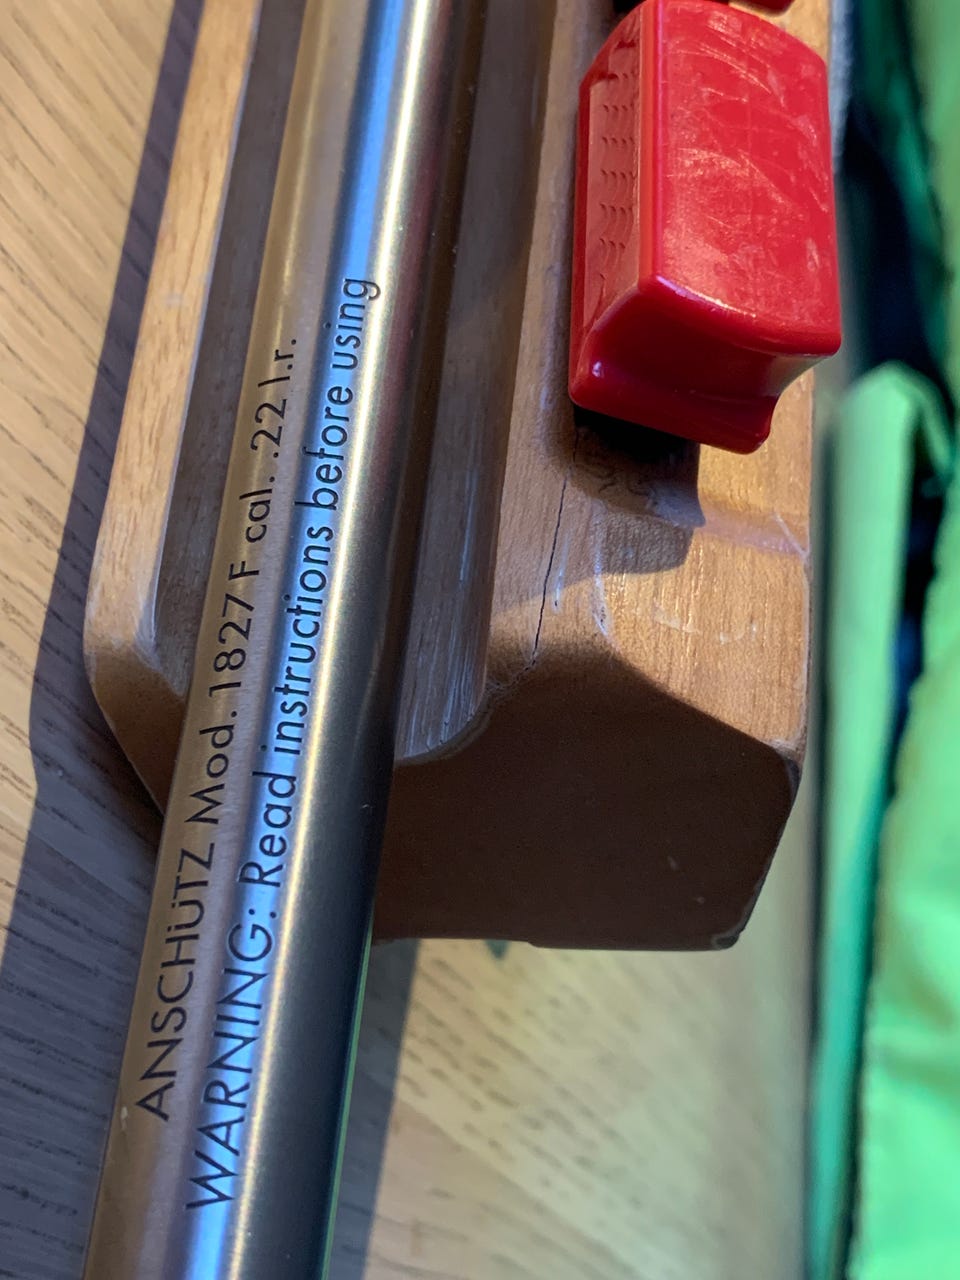 ANSCHÜTZ Mod. 1827 F cal. .22 l.r.
WARNING: Read instructions before using